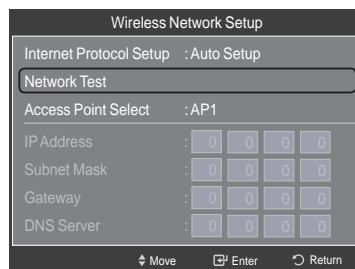 Wireless Network Setup
Internet Protocol Setup : Auto Setup
Network Test
Access Point Select : AP1
IP Address : 0 0 0 0
Subnet Mask : 0 0 0 0
Gateway : 0 0 0 0
DNS Server : 0 0 0 0
Move Enter Return